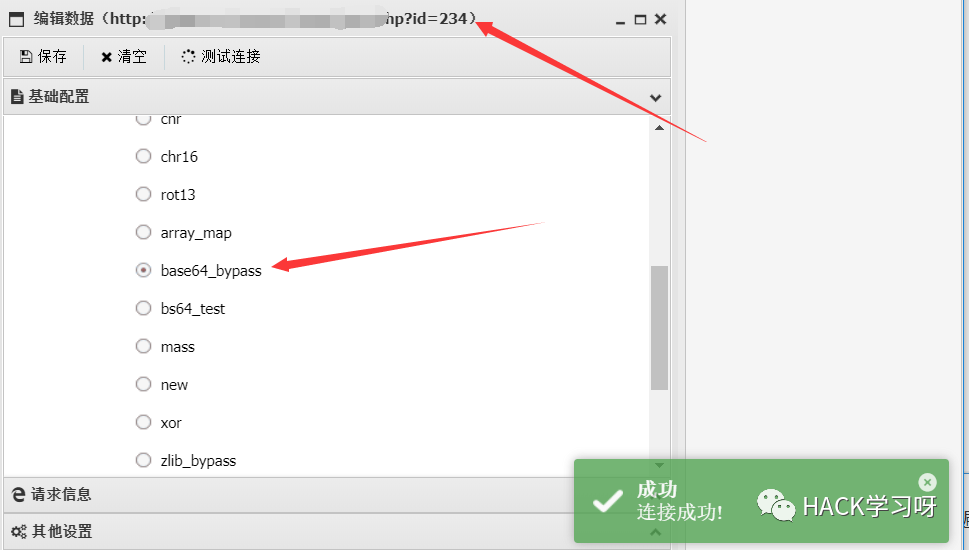 编辑数据（http: hp?id=234）
保存 清空 测试连接
基础配置
chr
chr16
rot13
array_map
base64_bypass
bs64_test
mass
new
xor
zlib_bypass
请求信息
其他设置
成功
连接成功!
HACK学习呀